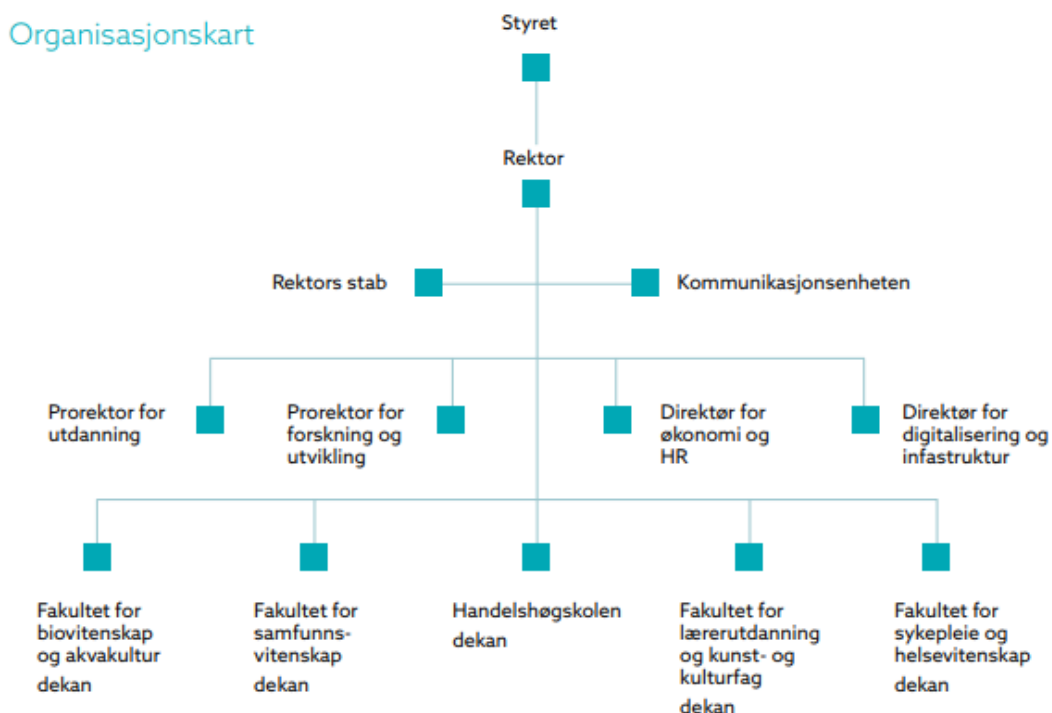 Organisasjonskart
Styret
Rektor
Rektors stab
Kommunikasjonsenheten
Prorektor for
utdanning
Prorektor for
forskning og
utvikling
Direktør for
økonomi og
HR
Direktør for
digitalisering og
infastruktur
Fakultet for
biovitenskap
og akvakultur
dekan
Fakultet for
samfunns-
vitenskap
dekan
Handelshøgskolen
dekan
Fakultet for
lærerutdanning
og kunst- og
kulturfag
dekan
Fakultet for
sykepleie og
helsevitenskap
dekan